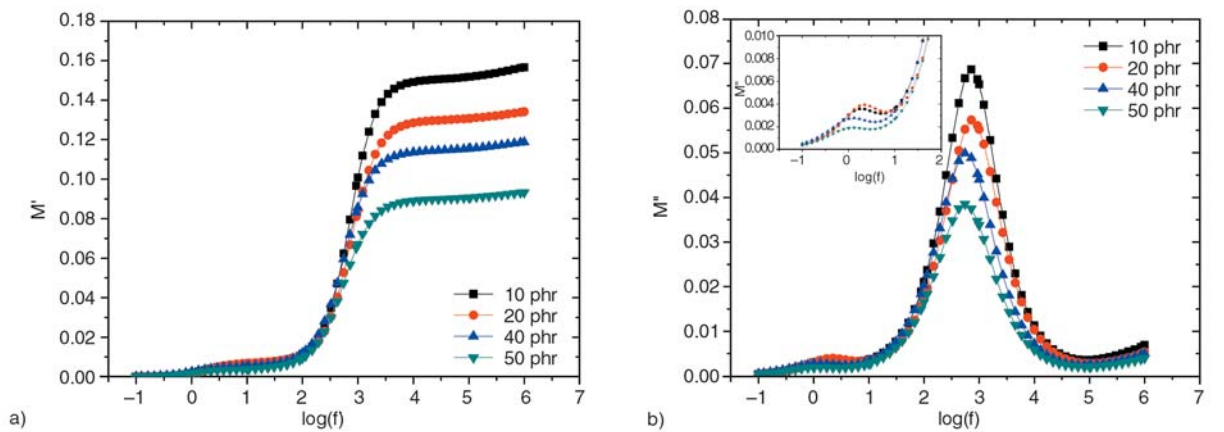 0.18
0.16
0.14
0.12
0.10
0.08
0.06
0.04
0.02
0.00
M'
10 phr
20 phr
40 phr
50 phr
−1 0 1 2 3 4 5 6 7
a) log(f)
0.08
0.07
0.06
0.05
0.04
0.03
0.02
0.01
0.00
M"
0.010
0.008
0.006
0.004
0.002
0.000
M"
−1 0 1 2
log(f)
10 phr
20 phr
40 phr
50 phr
−1 0 1 2 3 4 5 6 7
b) log(f)